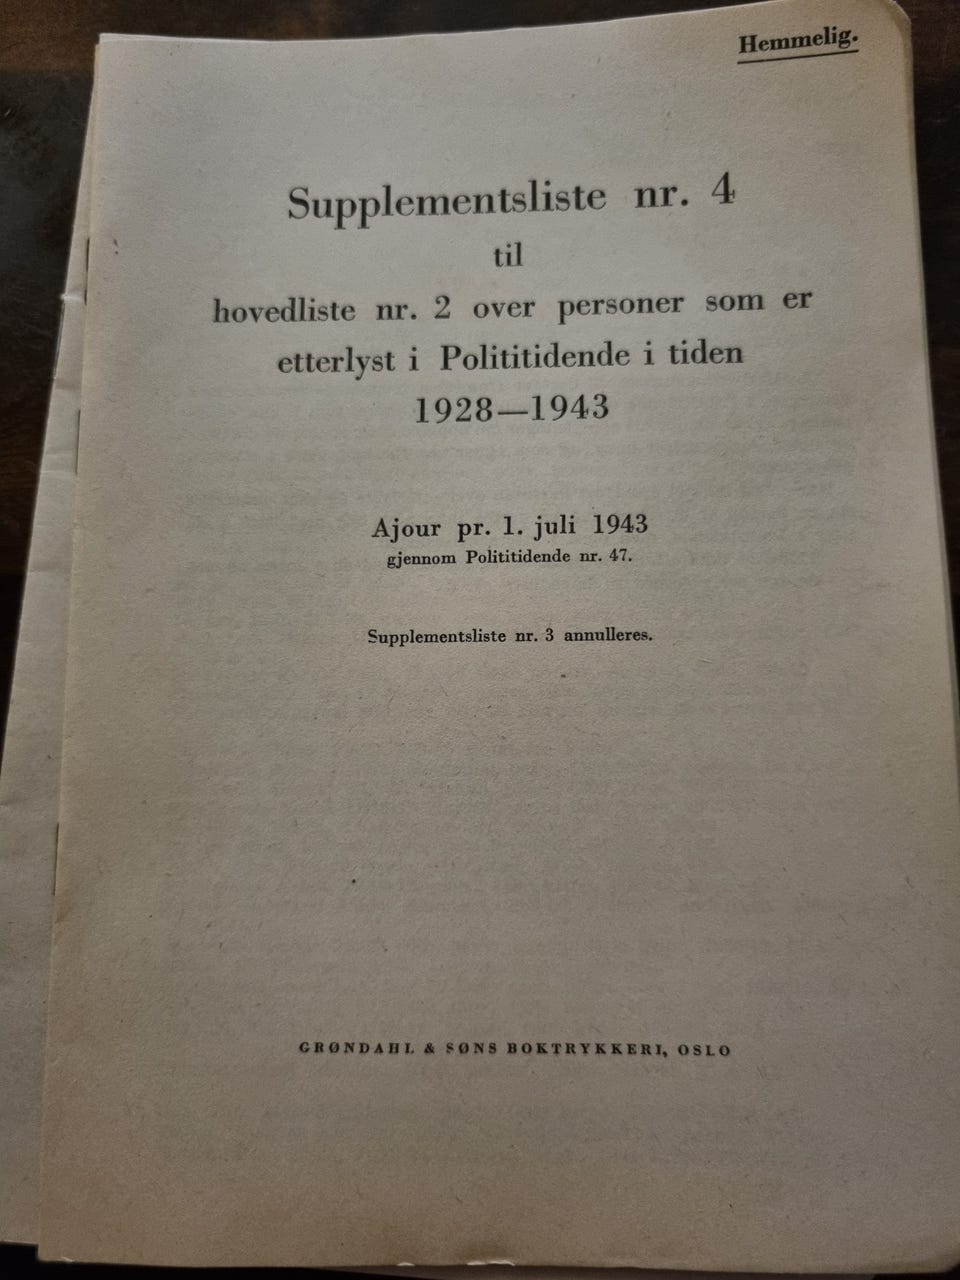 Hemmelig.
Supplementsliste nr. 4
til
hovedliste nr. 2 over personer som er
etterlyst i Polititidende i tiden
1928—1943
Ajour pr. 1. juli 1943
gjennom Polititidende nr. 47.
Supplementsliste nr. 3 annulleres.
GRØNDAHL & SØNS BOKTRYKKERI, OSLO